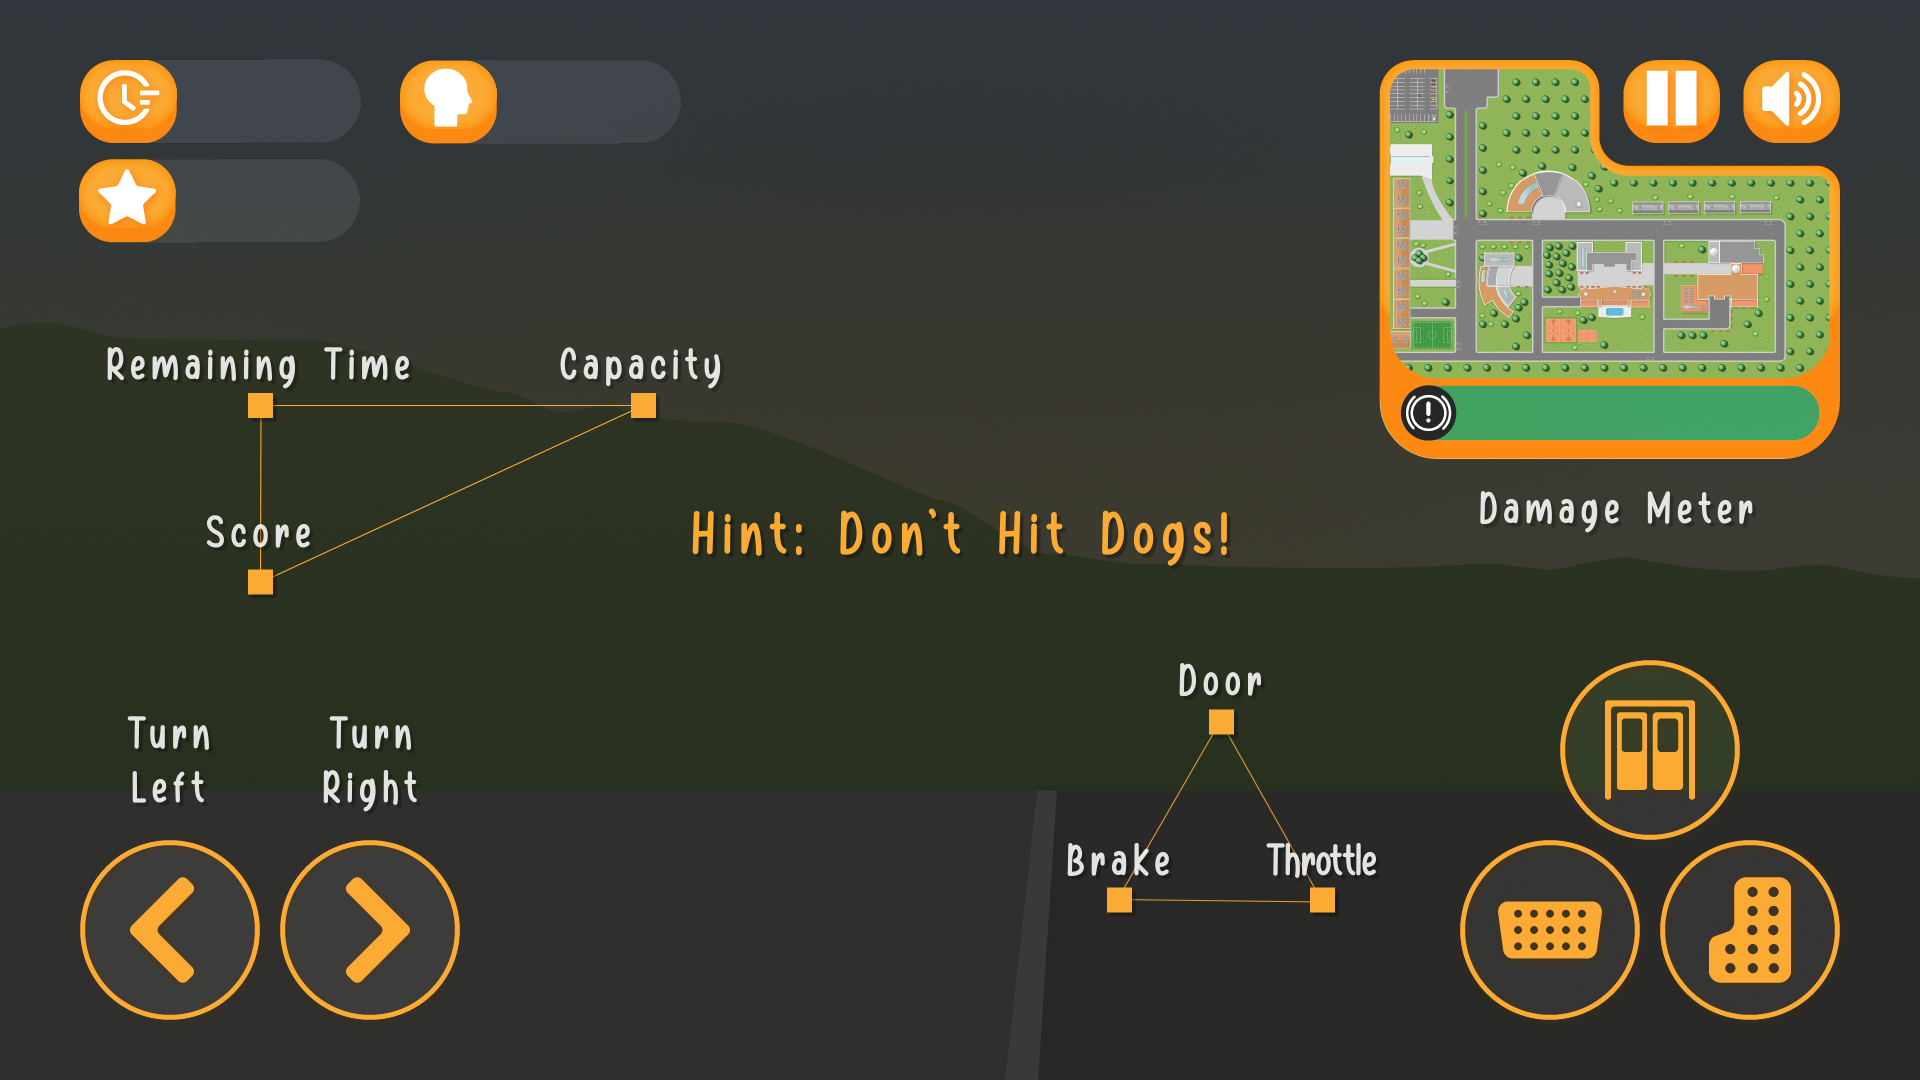 Remaining Time
Capacity
Score
Hint: Don't Hit Dogs!
Damage Meter
Door
Turn
Left
Turn
Right
Brake
Throttle